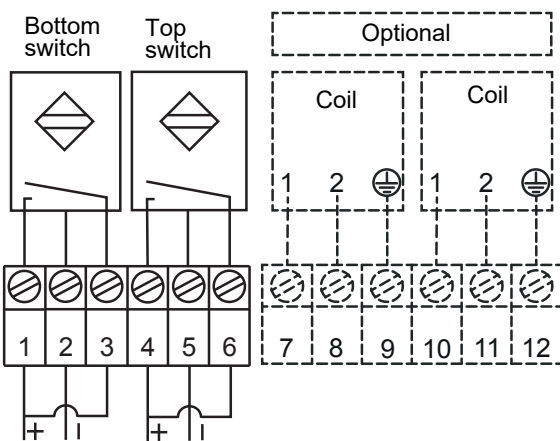 Bottom
switch
Top
switch
Optional
Coil
Coil
1 2
1 2
1 2 3 4 5 6 7 8 9 10 11 12
+ − + −